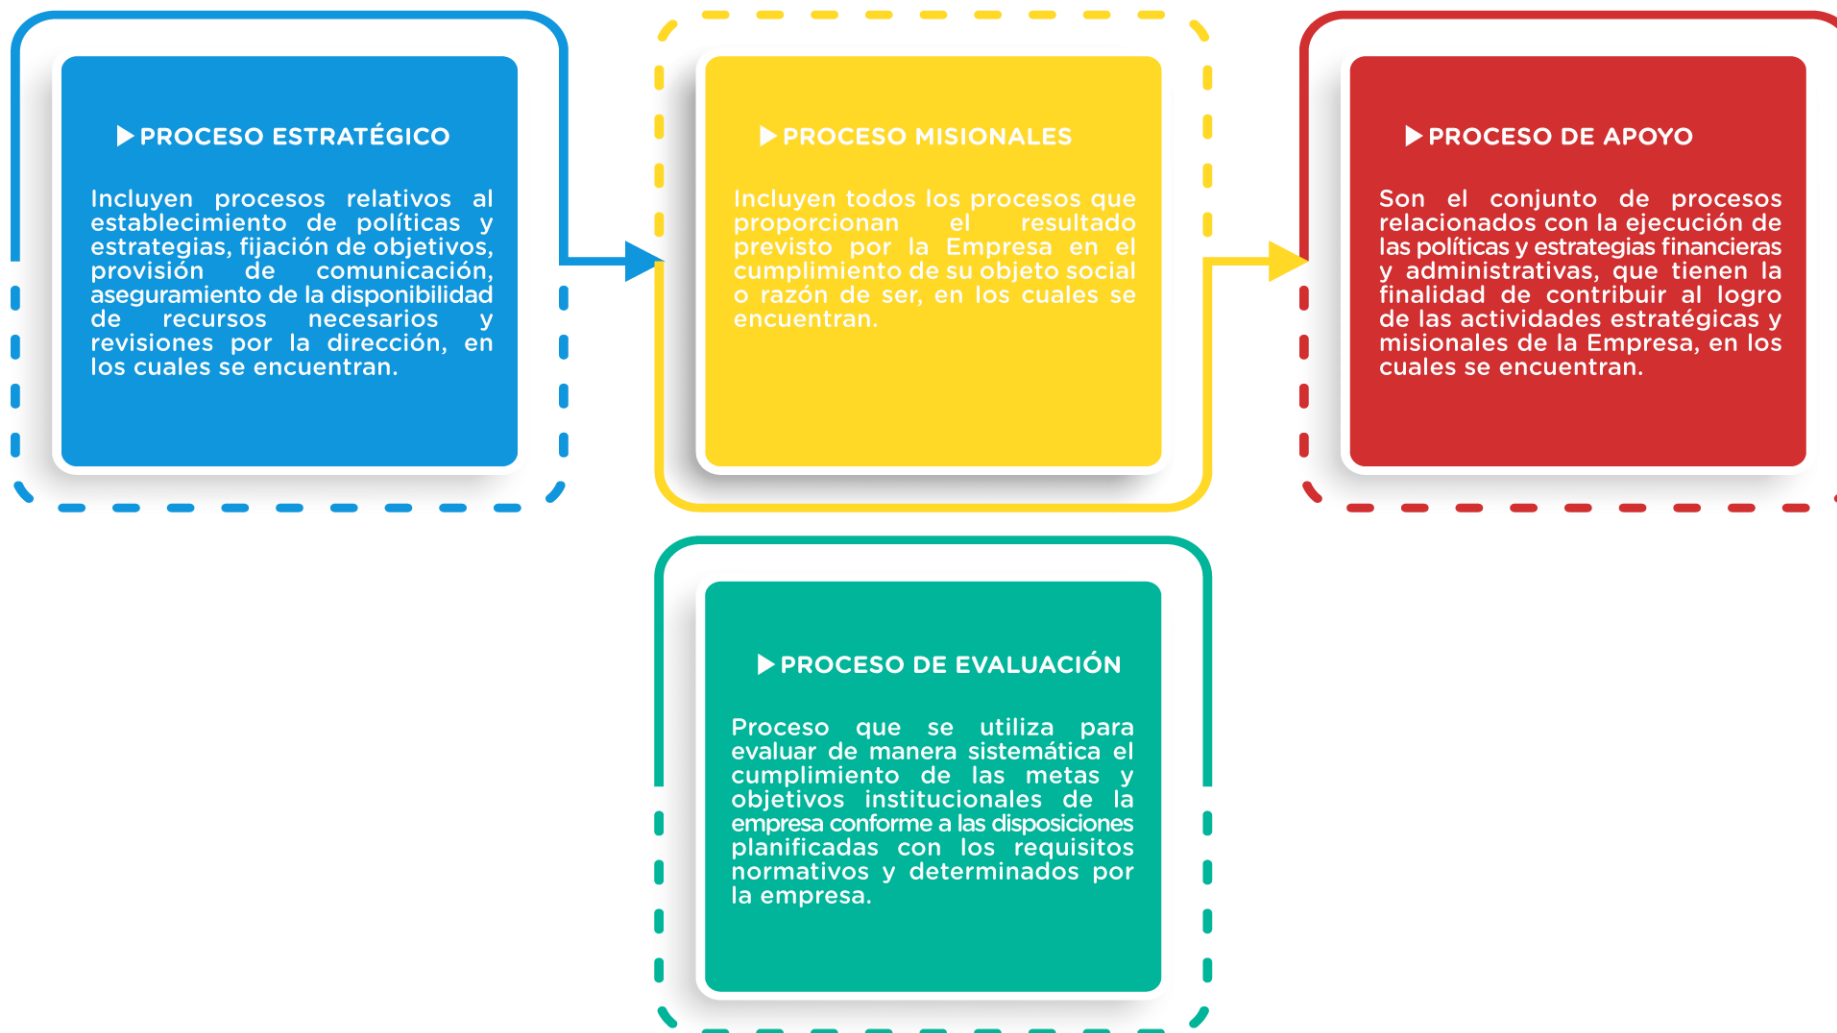 PROCESO ESTRATÉGICO
Incluyen procesos relativos al
establecimiento de políticas y
estrategias, fijación de objetivos,
provisión de comunicación,
aseguramiento de la disponibilidad
de recursos necesarios y
revisiones por la dirección, en
los cuales se encuentran.
PROCESO MISIONALES
Incluyen todos los procesos que
proporcionan el resultado
previsto por la Empresa en el
cumplimiento de su objeto social
o razón de ser, en los cuales se
encuentran.
PROCESO DE APOYO
Son el conjunto de procesos
relacionados con la ejecución de
las políticas y estrategias financieras
y administrativas, que tienen la
finalidad de contribuir al logro
de las actividades estratégicas y
misionales de la Empresa, en los
cuales se encuentran.
PROCESO DE EVALUACIÓN
Proceso que se utiliza para
evaluar de manera sistemática el
cumplimiento de las metas y
objetivos institucionales de la
empresa conforme a las disposiciones
planificadas con los requisitos
normativos y determinados por
la empresa.